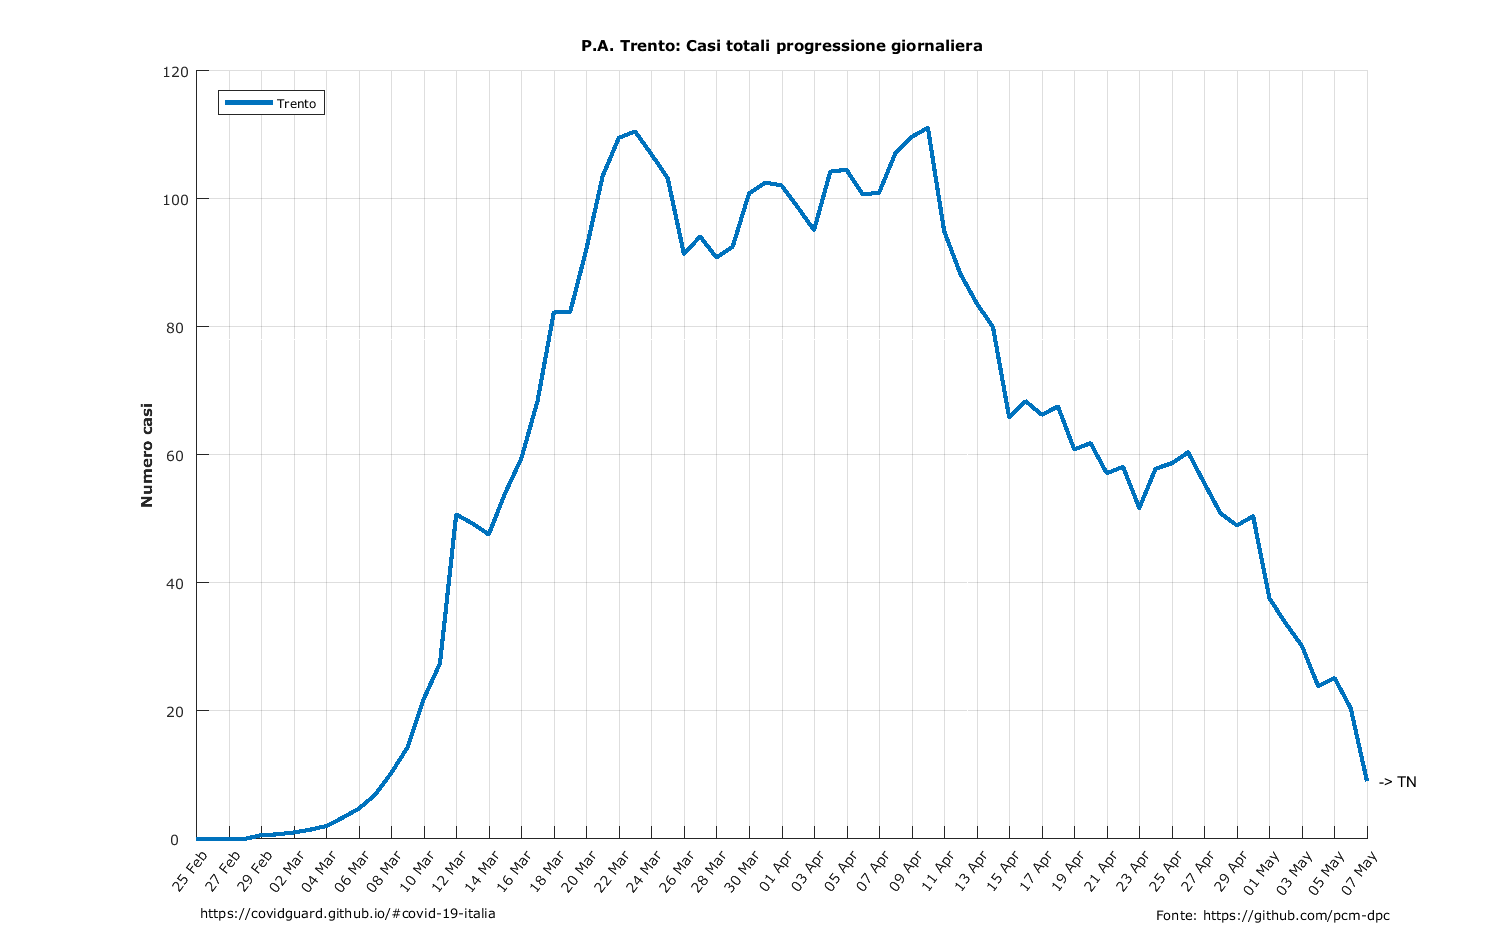 P.A. Trento: Casi totali progressione giornaliera
120
Trento
100
80
60
40
20
0
Numero casi
-> TN
25 Feb
27 Feb
29 Feb
02 Mar
04 Mar
06 Mar
08 Mar
10 Mar
12 Mar
14 Mar
16 Mar
18 Mar
20 Mar
22 Mar
24 Mar
26 Mar
28 Mar
30 Mar
01 Apr
03 Apr
05 Apr
07 Apr
09 Apr
11 Apr
13 Apr
15 Apr
17 Apr
19 Apr
21 Apr
23 Apr
25 Apr
27 Apr
29 Apr
01 May
03 May
05 May
07 May
https://covidguard.github.io/#covid-19-italia
Fonte: https://github.com/pcm-dpc